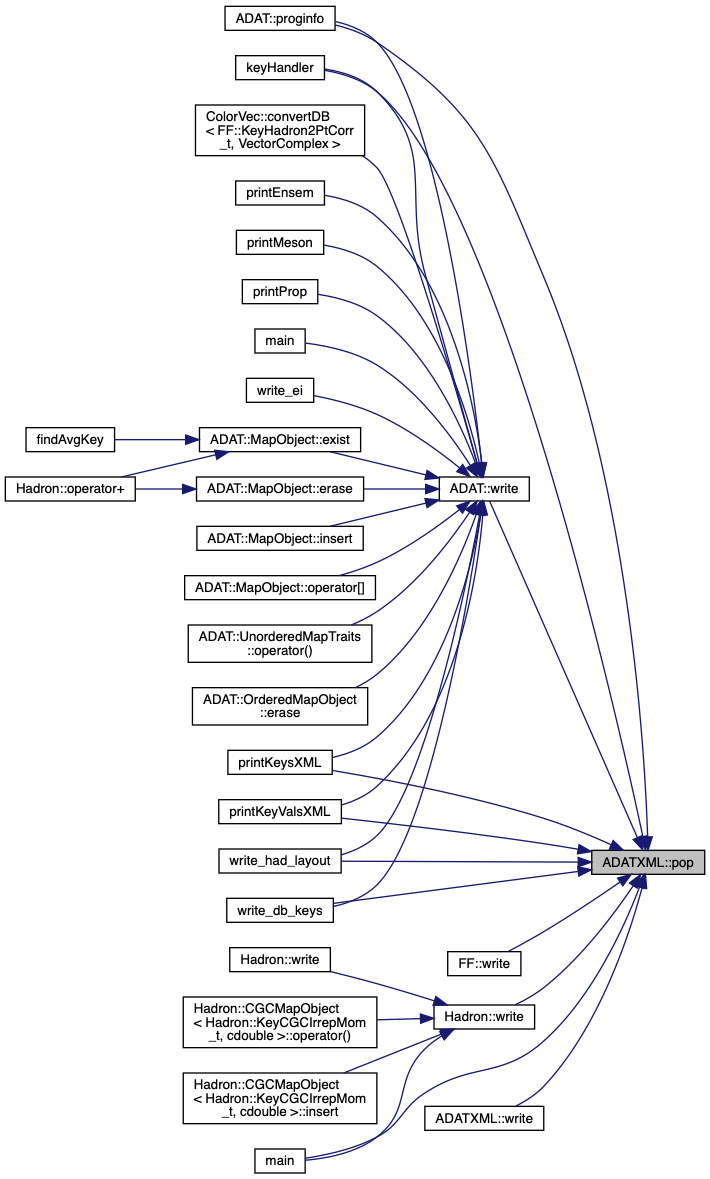 ADAT::proginfo
keyHandler
ColorVec::convertDB
< FF::KeyHadron2PtCorr
_t, VectorComplex >
printEnsem
printMeson
printProp
main
write_ei
findAvgKey
ADAT::MapObject::exist
Hadron::operator+
ADAT::MapObject::erase
ADAT::write
ADAT::MapObject::insert
ADAT::MapObject::operator[]
ADAT::UnorderedMapTraits
::operator()
ADAT::OrderedMapObject
::erase
printKeysXML
printKeyValsXML
write_had_layout
ADATXML::pop
write_db_keys
Hadron::write
FF::write
Hadron::CGCMapObject
< Hadron::KeyCGCIrrepMom
_t, cdouble >::operator()
Hadron::write
Hadron::CGCMapObject
< Hadron::KeyCGCIrrepMom
_t, cdouble >::insert
ADATXML::write
main